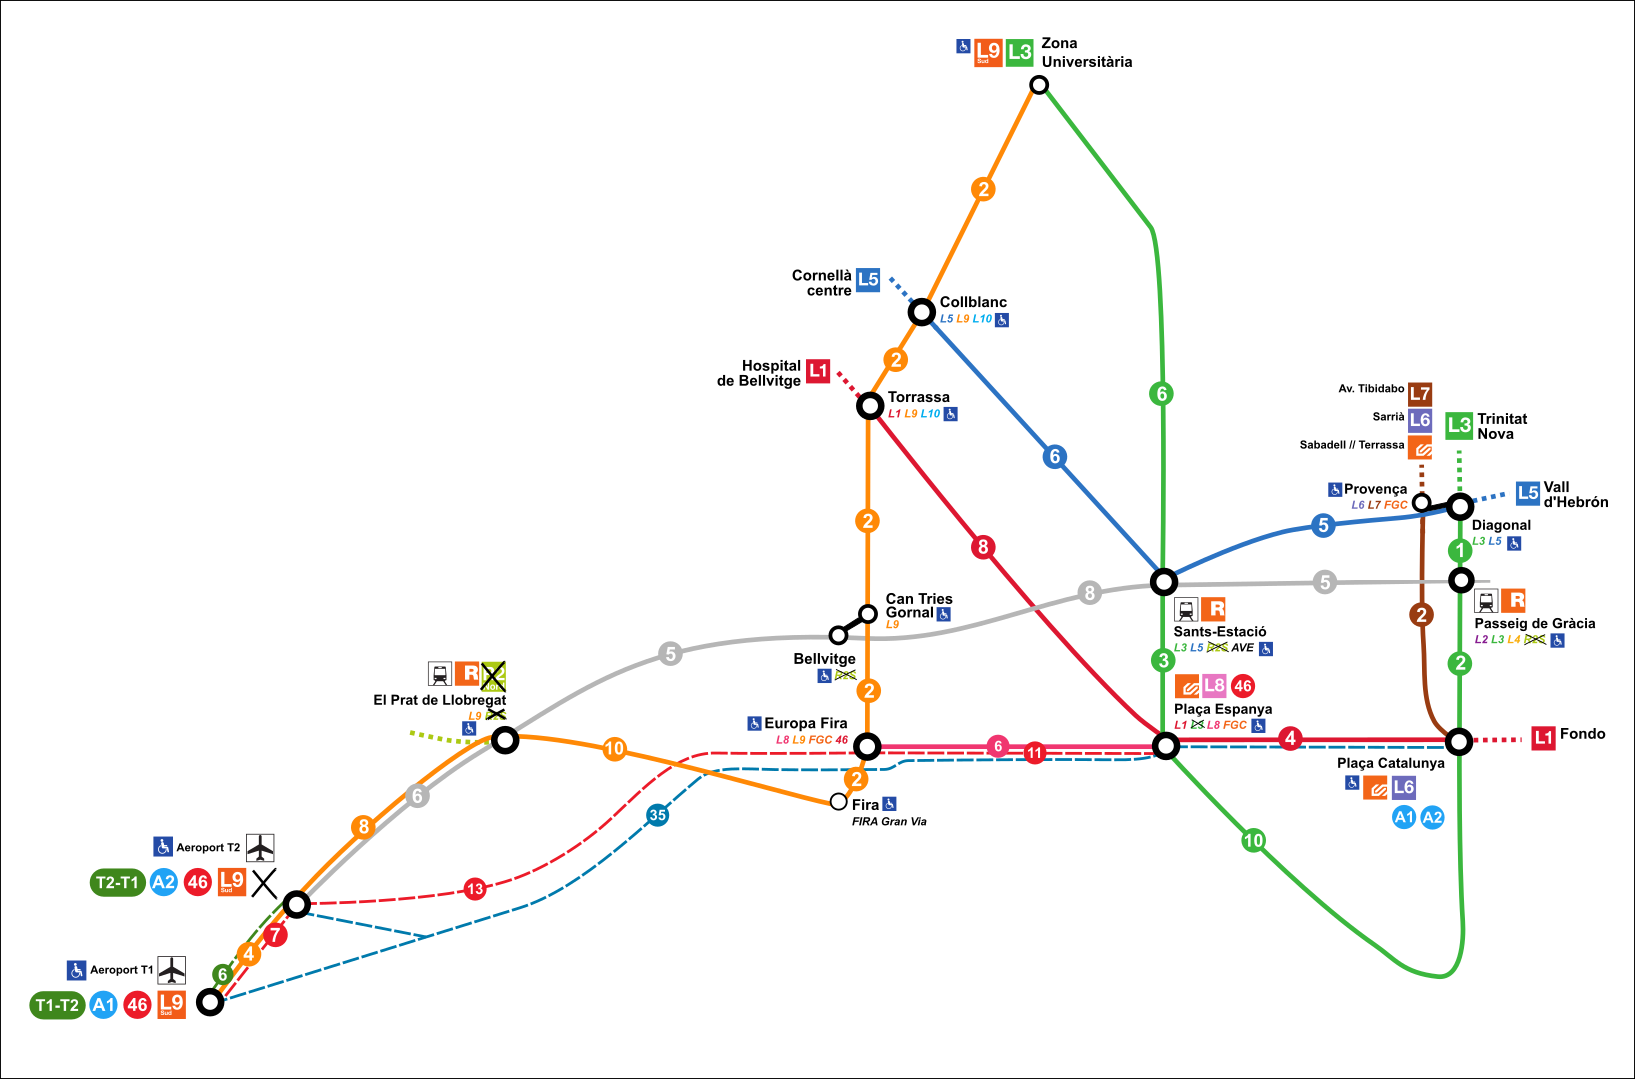 L9
Sud
L3
Zona
Universitària
2
Cornellà
centre
L5
Collblanc
L5 L9 L10
2
Hospital
de Bellvitge
L1
Torrassa
L1 L9 L10
6
6
Av. Tibidabo
L7
Sarrià
L6
Sabadell // Terrassa
L3
Trinitat
Nova
Provença
L6 L7 FGC
L5
Vall
d'Hebrón
Diagonal
L3 L5
2
8
5
1
Can Tries
Gornal
L9
8
5
R
Sants-Estació
L3 L5
AVE
R
Passeig de Gràcia
L2 L3 L4
2
5
Bellvitge
3
2
2
R
El Prat de Llobregat
L9
L8
46
Plaça Espanya
L1 L3 L8 FGC
Europa Fira
L8 L9 FGC 46
10
6
11
4
L1
Fondo
2
Fira
FIRA Gran Via
Plaça Catalunya
L6
A1
A2
6
8
35
10
Aeroport T2
T2-T1
A2
46
L9
Sud
13
7
4
6
Aeroport T1
T1-T2
A1
46
L9
Sud